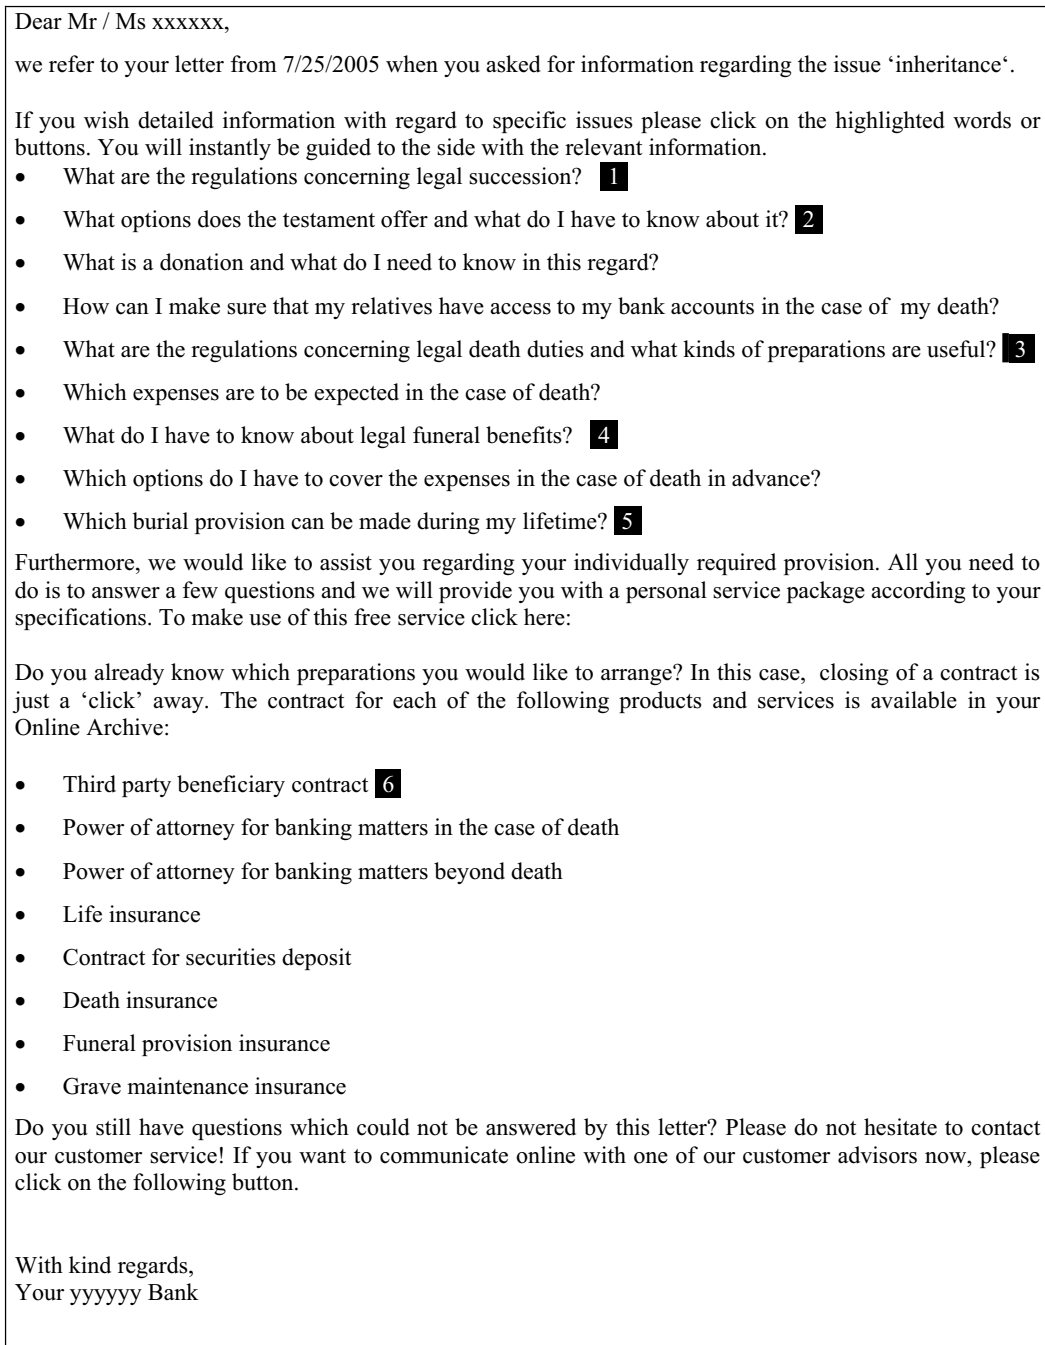 Dear Mr / Ms xxxxxx,
we refer to your letter from 7/25/2005 when you asked for information regarding the issue ‘inheritance‘.
If you wish detailed information with regard to specific issues please click on the highlighted words or
buttons. You will instantly be guided to the side with the relevant information.
• What are the regulations concerning legal succession? 1
• What options does the testament offer and what do I have to know about it? 2
• What is a donation and what do I need to know in this regard?
• How can I make sure that my relatives have access to my bank accounts in the case of my death?
• What are the regulations concerning legal death duties and what kinds of preparations are useful? 3
• Which expenses are to be expected in the case of death?
• What do I have to know about legal funeral benefits? 4
• Which options do I have to cover the expenses in the case of death in advance?
• Which burial provision can be made during my lifetime? 5
Furthermore, we would like to assist you regarding your individually required provision. All you need to
do is to answer a few questions and we will provide you with a personal service package according to your
specifications. To make use of this free service click here:
Do you already know which preparations you would like to arrange? In this case, closing of a contract is
just a ‘click’ away. The contract for each of the following products and services is available in your
Online Archive:
• Third party beneficiary contract 6
• Power of attorney for banking matters in the case of death
• Power of attorney for banking matters beyond death
• Life insurance
• Contract for securities deposit
• Death insurance
• Funeral provision insurance
• Grave maintenance insurance
Do you still have questions which could not be answered by this letter? Please do not hesitate to contact
our customer service! If you want to communicate online with one of our customer advisors now, please
click on the following button.
With kind regards,
Your yyyyyy Bank